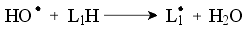 HO• + L₁H ⟶ L₁• + H₂O